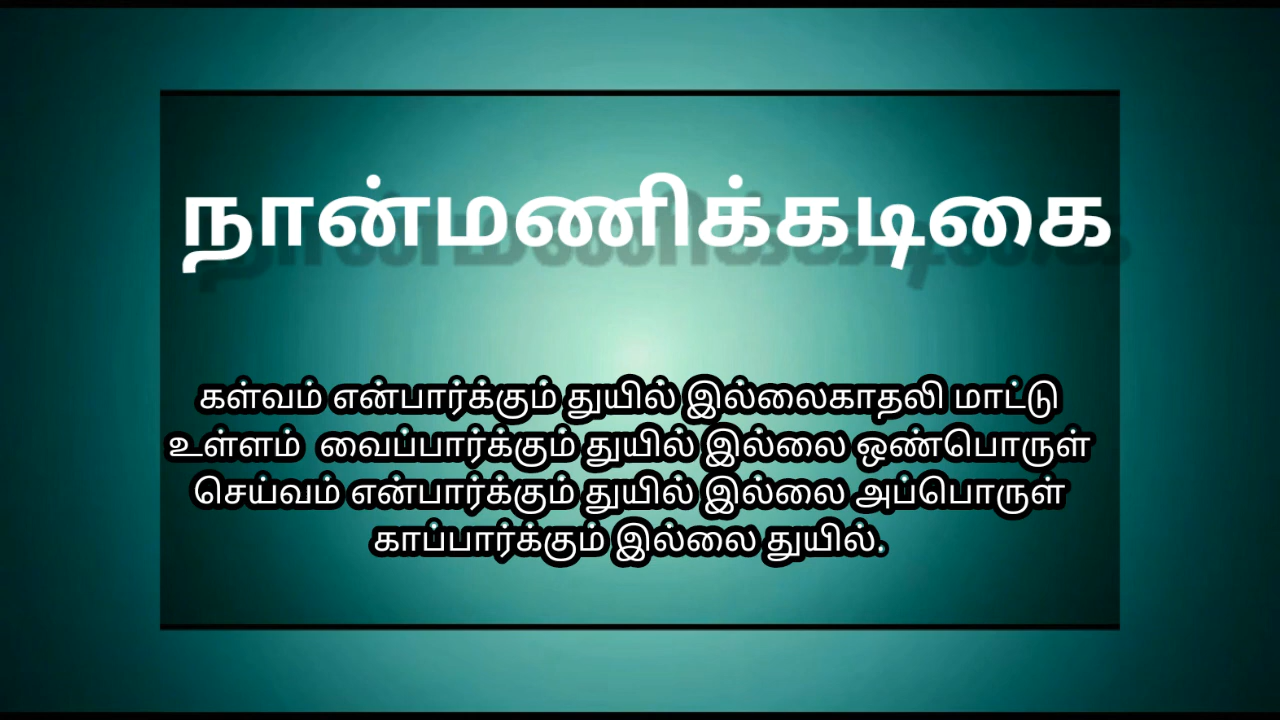 நான்மணிக்கடிகை
கள்வம் என்பார்க்கும் துயில் இல்லைகாதலி மாட்டு
உள்ளம் வைப்பார்க்கும் துயில் இல்லை ஒண்பொருள்
செய்வம் என்பார்க்கும் துயில் இல்லை அப்பொருள்
காப்பார்க்கும் இல்லை துயில்.